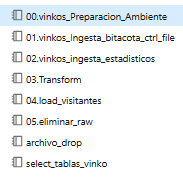 00.vinkos_Preparacion_Ambiente
01.vinkos_Ingesta_bitacota_ctrl_file
02.vinkos_ingesta_estadisticos
03.Transform
04.load_visitantes
05.eliminar_raw
archivo_drop
select_tablas_vinko